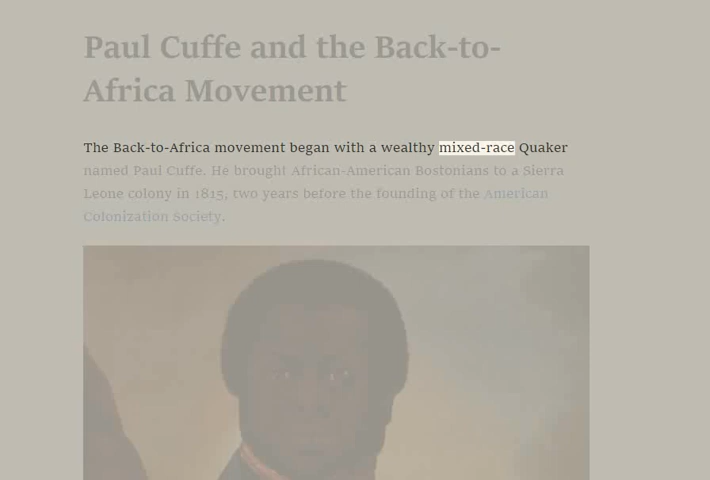 Paul Cuffe and the Back-to-
Africa Movement
The Back-to-Africa movement began with a wealthy mixed-race Quaker
named Paul Cuffe. He brought African-American Bostonians to a Sierra
Leone colony in 1815, two years before the founding of the American
Colonization Society.